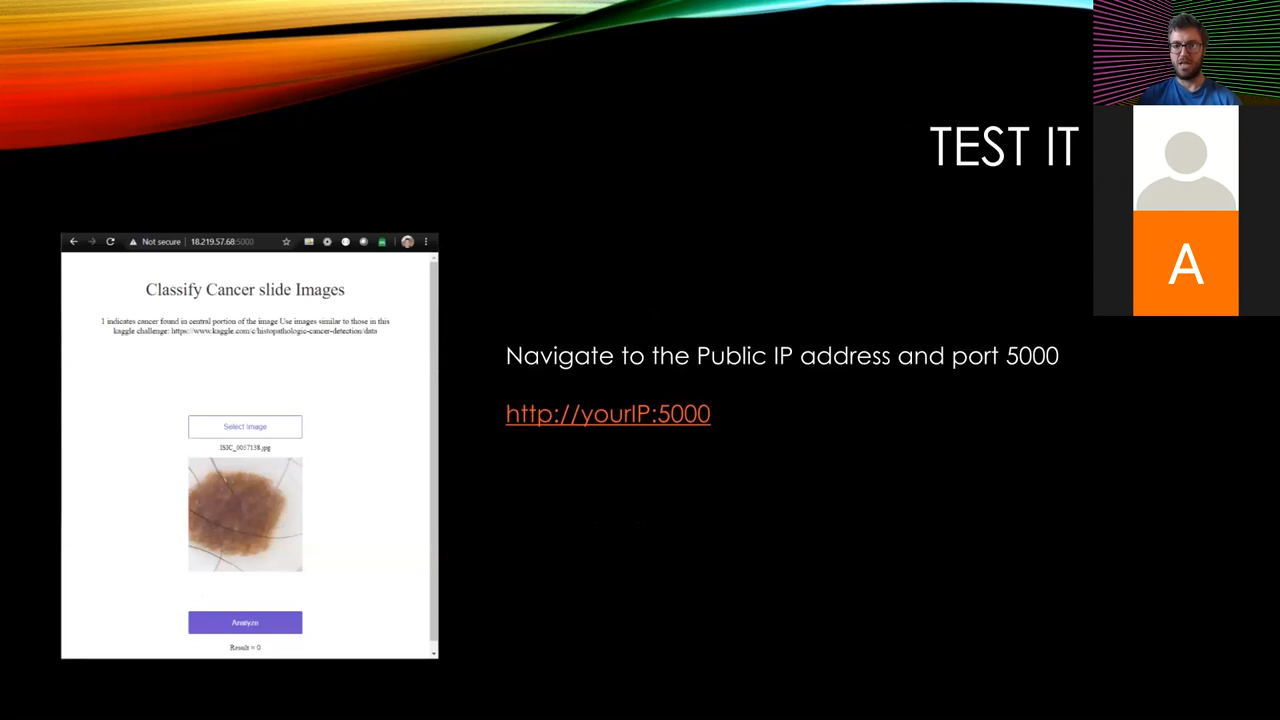 TEST IT
A
Not secure | 18.219.57.68:5000
Classify Cancer slide Images
1 indicates cancer found in central portion of the image Use images similar to those in this
kaggle challenge: https://www.kaggle.com/c/histopathologic-cancer-detection/data
Select Image
ISIC_0057138.jpg
Analyze
Result = 0
Navigate to the Public IP address and port 5000
http://yourIP:5000